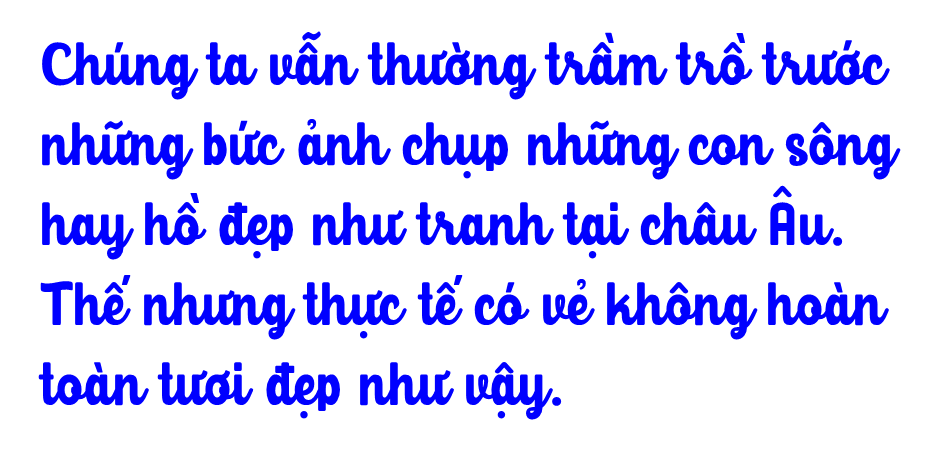 Chúng ta vẫn thường trầm trồ trước
những bức ảnh chụp những con sông
hay hồ đẹp như tranh tại châu Âu.
Thế nhưng thực tế có vẻ không hoàn
toàn tươi đẹp như vậy.